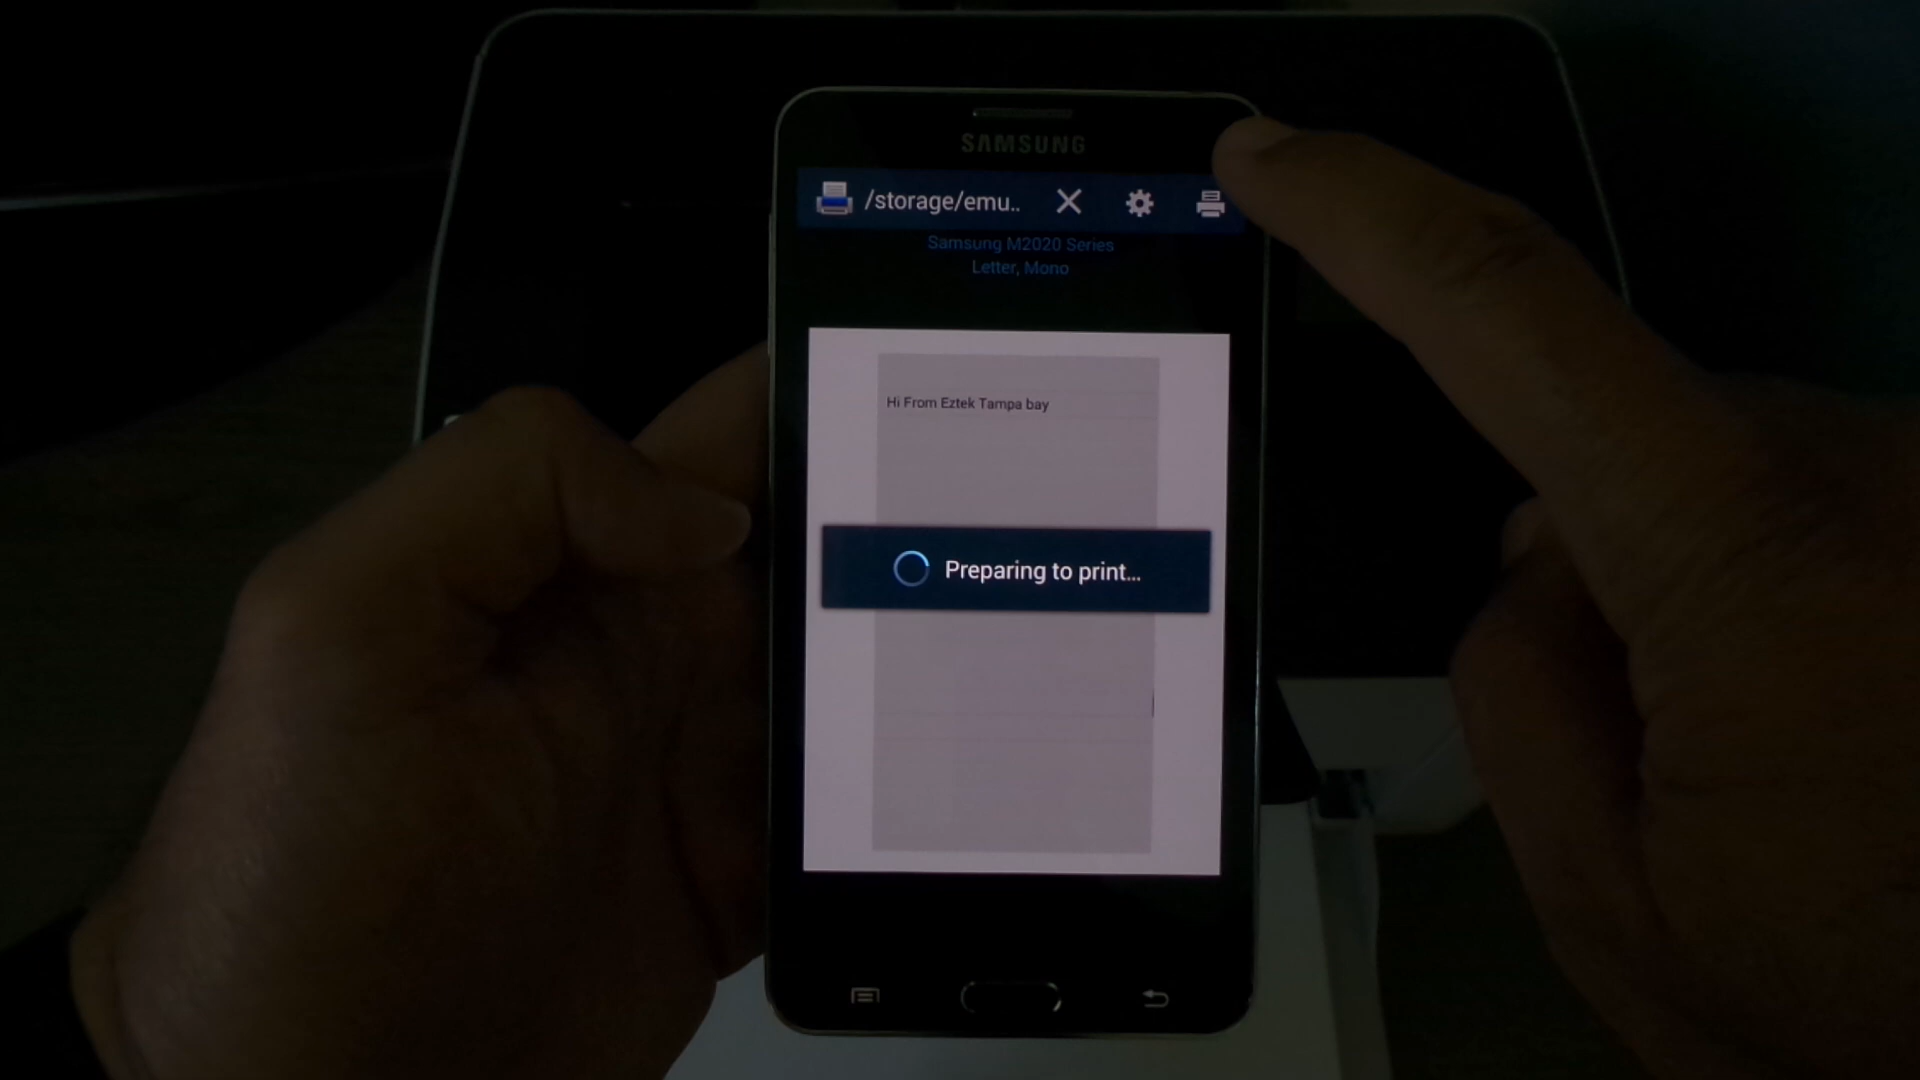 SAMSUNG
/storage/emu..
Samsung M2020 Series
Letter, Mono
Hi From Eztek Tampa bay
Preparing to print...